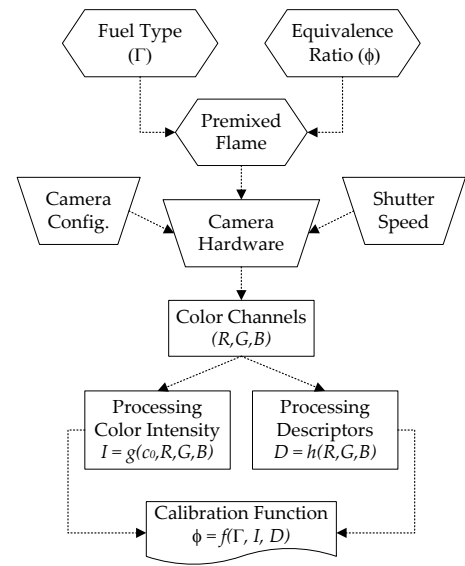 Fuel Type
(Γ)
Equivalence
Ratio (ϕ)
Premixed
Flame
Camera
Config.
Camera
Hardware
Shutter
Speed
Color Channels
(R,G,B)
Processing
Color Intensity
I = g(c₀,R,G,B)
Processing
Descriptors
D = h(R,G,B)
Calibration Function
ϕ = f(Γ, I, D)